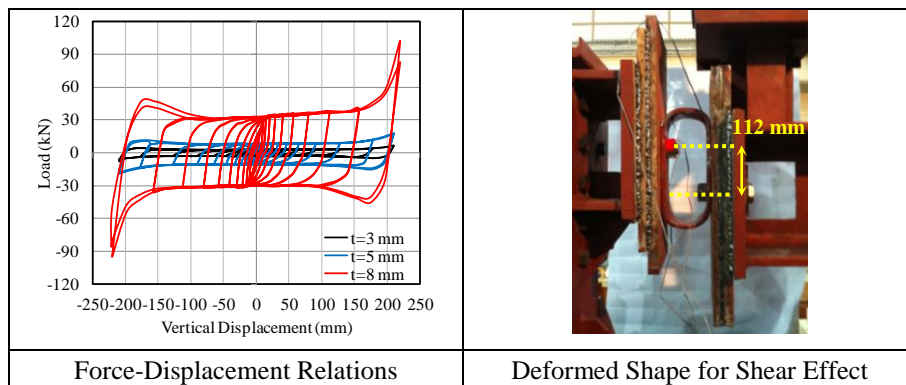 120
90
60
30
0
-30
-60
-90
-120
Load (kN)
t=3 mm
t=5 mm
t=8 mm
-250-200-150-100 -50 0 50 100 150 200 250
Vertical Displacement (mm)
112 mm
Force-Displacement Relations
Deformed Shape for Shear Effect